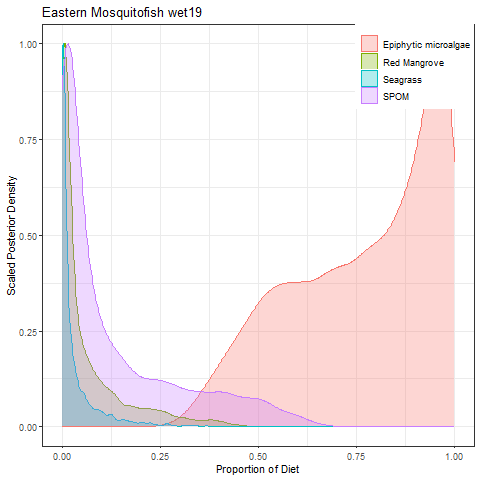 Eastern Mosquitofish wet19
Epiphytic microalgae
Red Mangrove
Seagrass
SPOM
1.00
0.75
0.50
0.25
0.00
Scaled Posterior Density
0.00 0.25 0.50 0.75 1.00
Proportion of Diet